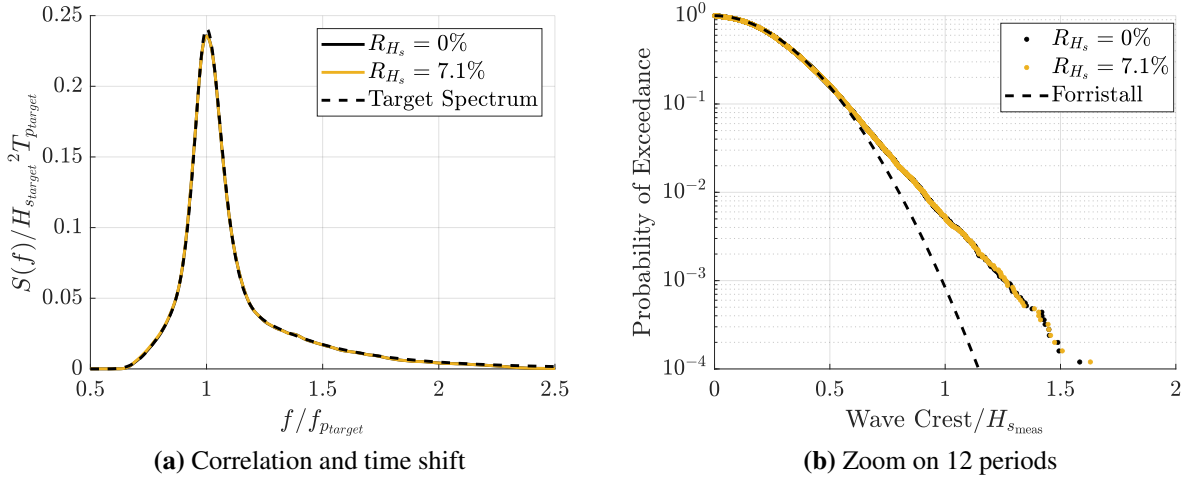 0.25
0.2
0.15
0.1
0.05
0
0.5
1
1.5
2
2.5
S(f)/H_{s_{target}}^2 T_{p_{target}}
f/f_{p_{target}}
R_{H_s} = 0%
R_{H_s} = 7.1%
Target Spectrum
(a) Correlation and time shift
10^0
10^{-1}
10^{-2}
10^{-3}
10^{-4}
0
0.5
1
1.5
2
Probability of Exceedance
Wave Crest/H_{s_{meas}}
R_{H_s} = 0%
R_{H_s} = 7.1%
Forristall
(b) Zoom on 12 periods